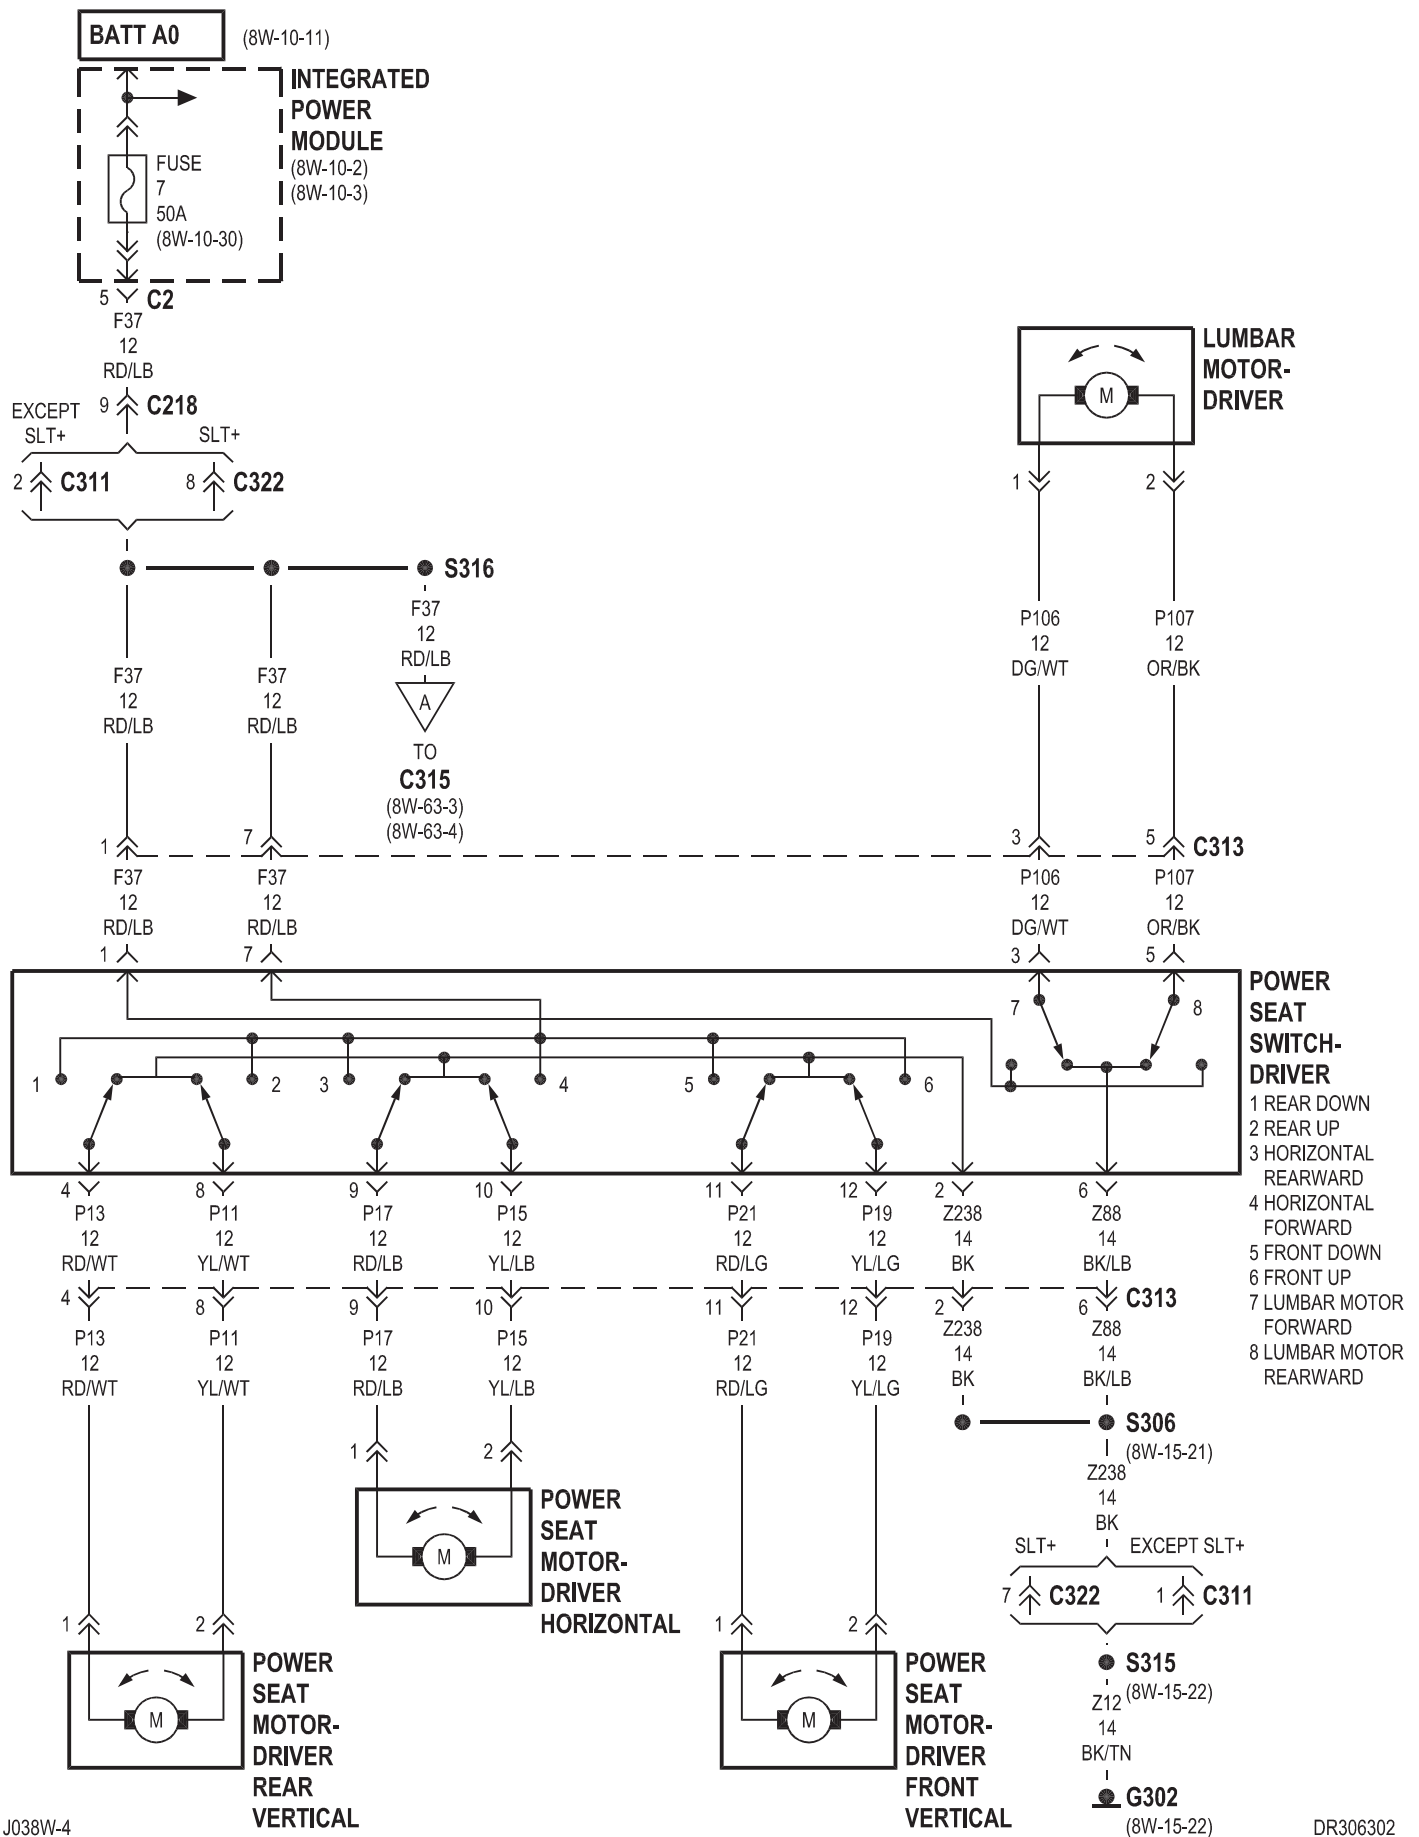 BATT A0 (8W-10-11)
INTEGRATED
POWER
MODULE
(8W-10-2)
(8W-10-3)
FUSE
7
50A
(8W-10-30)
5 C2
F37
12
RD/LB
9 C218
EXCEPT
SLT+
SLT+
2 C311
8 C322
S316
F37
12
RD/LB
A
TO
C315
(8W-63-3)
(8W-63-4)
F37
12
RD/LB
F37
12
RD/LB
LUMBAR
MOTOR-
DRIVER
M
1 2
P106
12
DG/WT
P107
12
OR/BK
1 7 3 5 C313
F37 F37 P106 P107
12 12 12 12
RD/LB RD/LB DG/WT OR/BK
1 7 3 5
7 8
1 2 3 4 5 6
POWER
SEAT
SWITCH-
DRIVER
1 REAR DOWN
2 REAR UP
3 HORIZONTAL
REARWARD
4 HORIZONTAL
FORWARD
5 FRONT DOWN
6 FRONT UP
7 LUMBAR MOTOR
FORWARD
8 LUMBAR MOTOR
REARWARD
4 8 9 10 11 12 2 6
P13 P11 P17 P15 P21 P19 Z238 Z88
12 12 12 12 12 12 14 14
RD/WT YL/WT RD/LB YL/LB RD/LG YL/LG BK BK/LB
4 8 9 10 11 12 2 6 C313
P13 P11 P17 P15 P21 P19 Z238 Z88
12 12 12 12 12 12 14 14
RD/WT YL/WT RD/LB YL/LB RD/LG YL/LG BK BK/LB
S306
(8W-15-21)
Z238
14
BK
1 2
M
POWER
SEAT
MOTOR-
DRIVER
HORIZONTAL
SLT+ EXCEPT SLT+
7 C322 1 C311
1 2
M
POWER
SEAT
MOTOR-
DRIVER
REAR
VERTICAL
1 2
M
POWER
SEAT
MOTOR-
DRIVER
FRONT
VERTICAL
S315
(8W-15-22)
Z12
14
BK/TN
G302
(8W-15-22)
J038W-4 DR306302